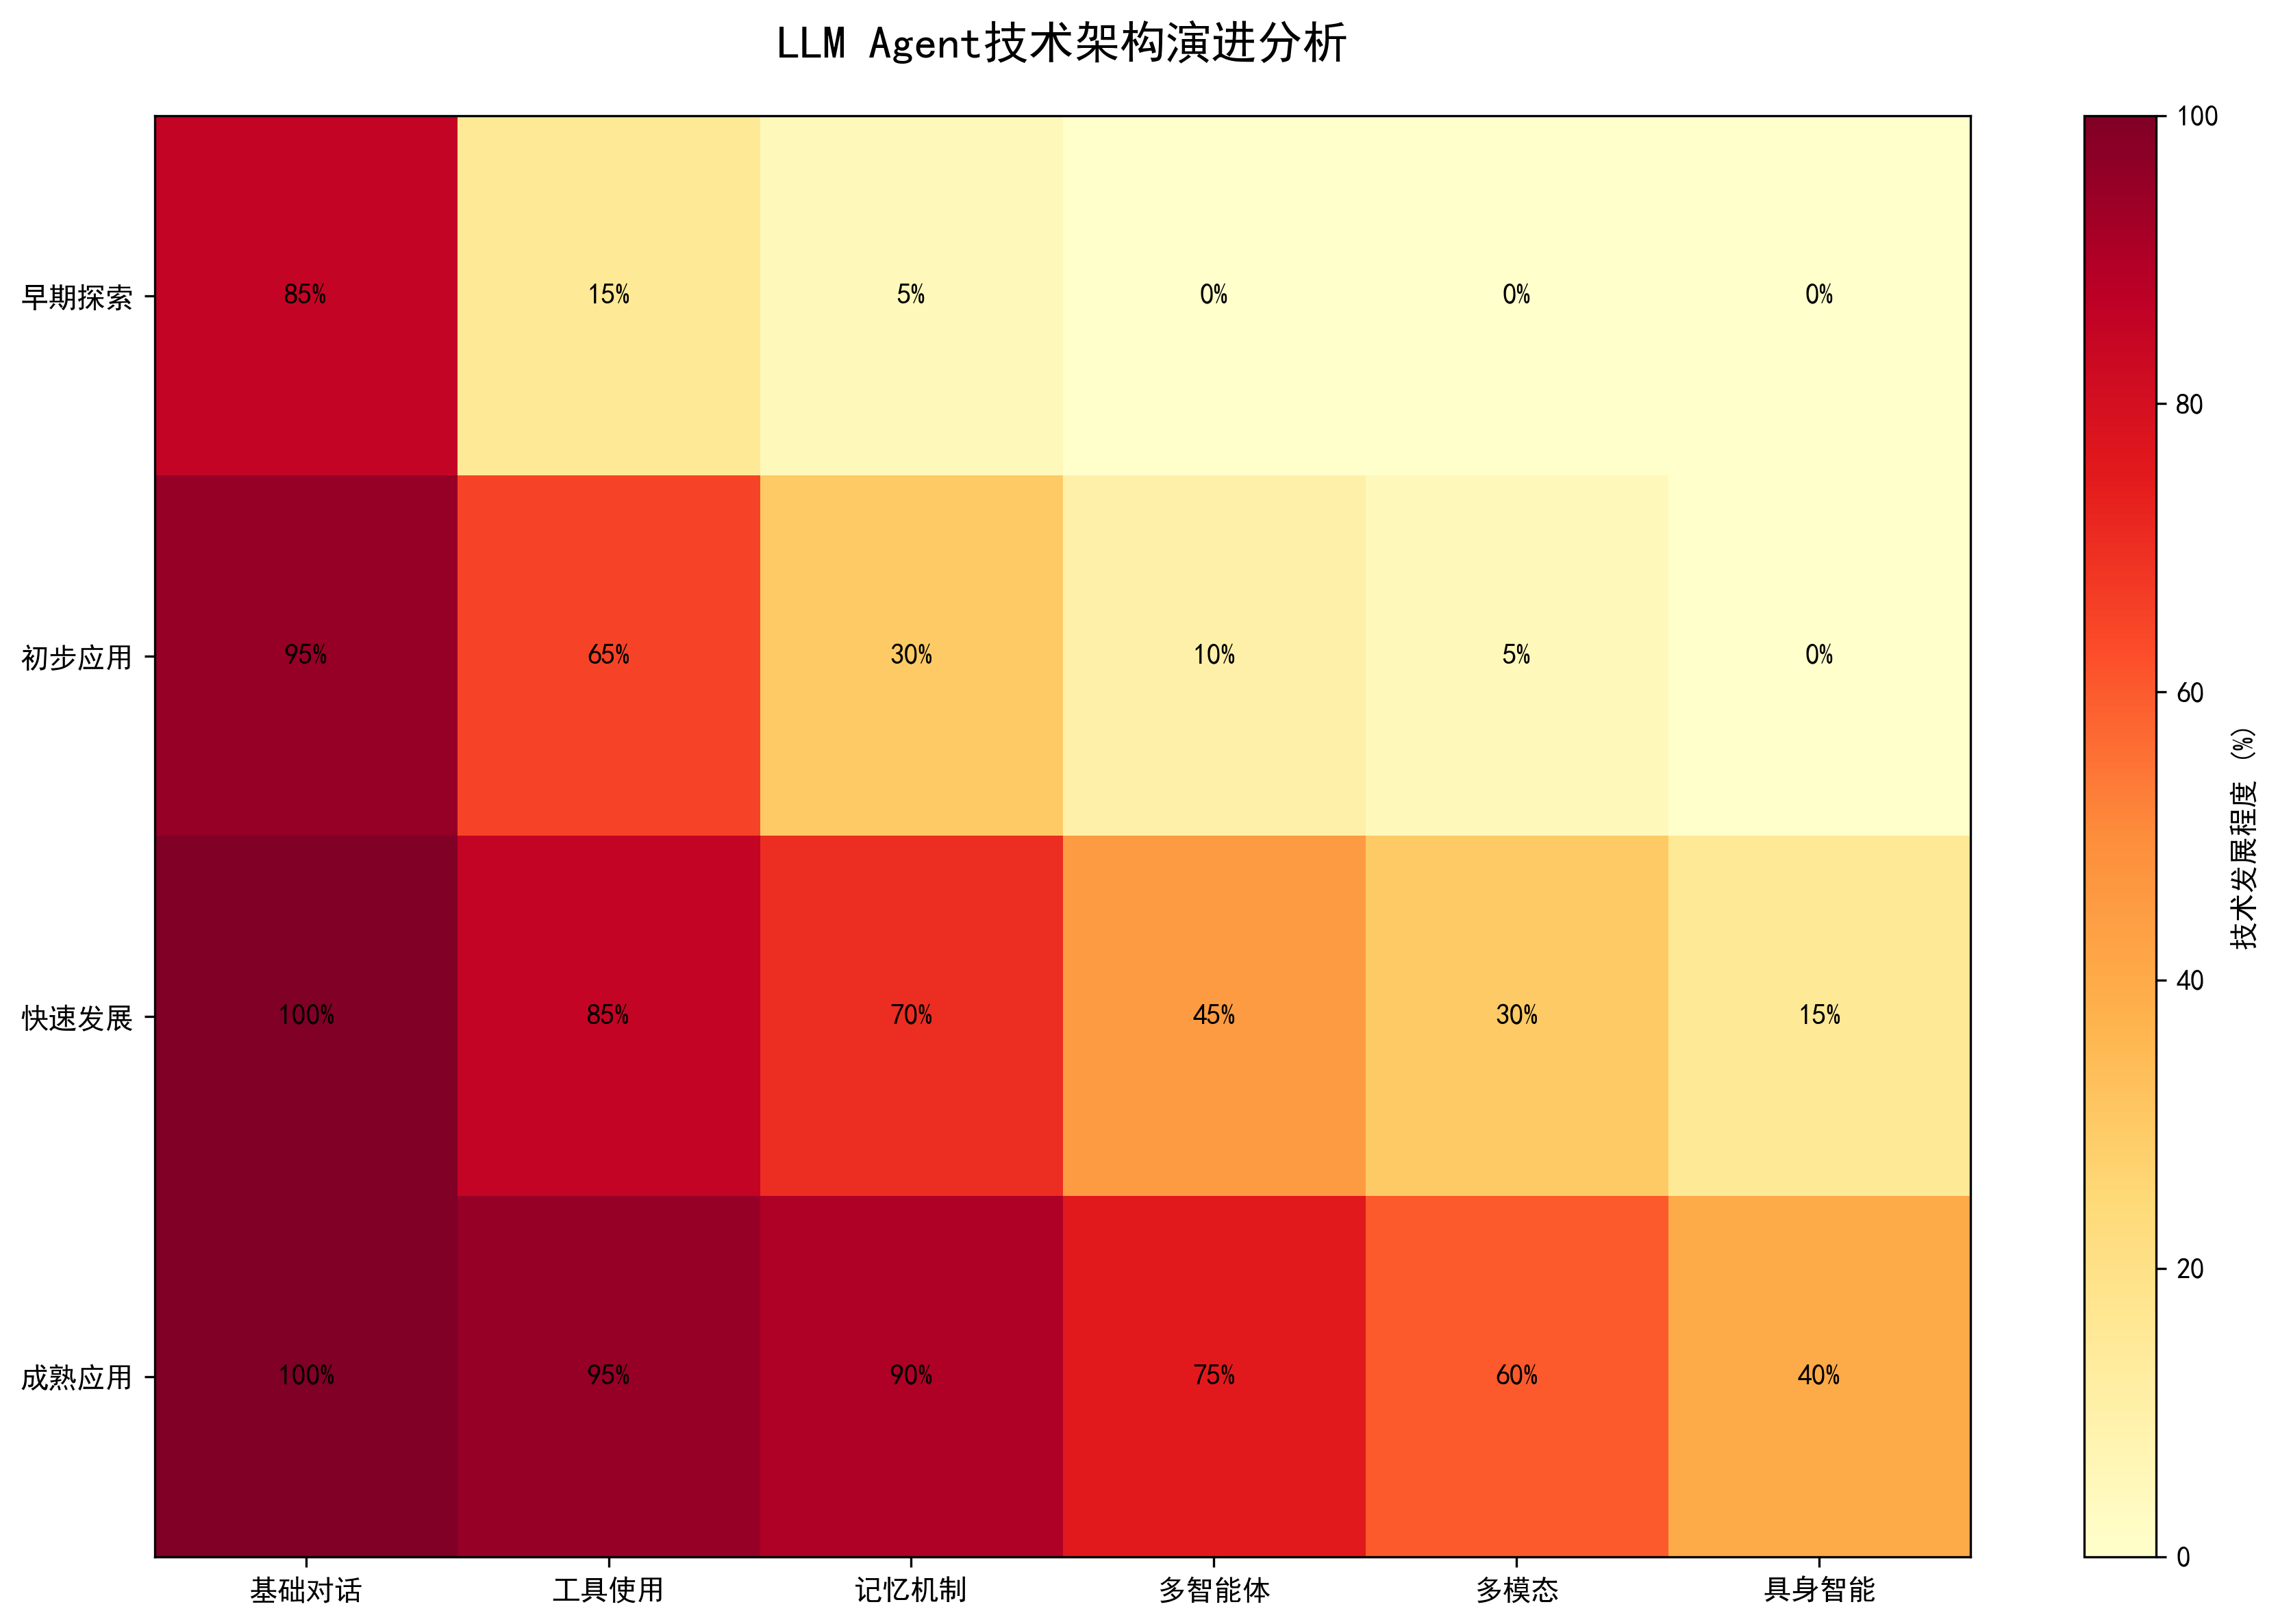 LLM Agent技术架构演进分析
早期探索 85% 15% 5% 0% 0% 0%
初步应用 95% 65% 30% 10% 5% 0%
快速发展 100% 85% 70% 45% 30% 15%
成熟应用 100% 95% 90% 75% 60% 40%
基础对话 工具使用 记忆机制 多智能体 多模态 具身智能
100
80
60
40
20
0
技术发展程度 (%)